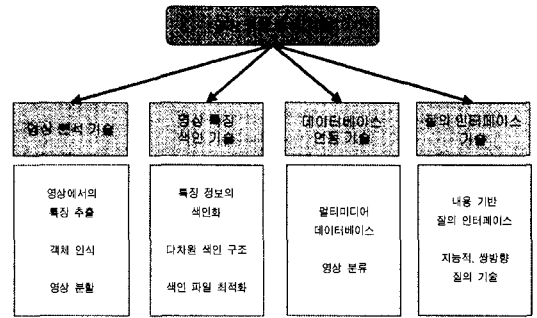 영상 분석 기술
영상 특징
색인 기술
데이터베이스
연동 기술
질의 인터페이스
기술
영상에서의
특징 추출
객체 인식
영상 분할
특징 정보의
색인화
다차원 색인 구조
색인 파일 최적화
멀티미디어
데이터베이스
영상 분류
내용 기반
질의 인터페이스
지능적, 쌍방향
질의 기술